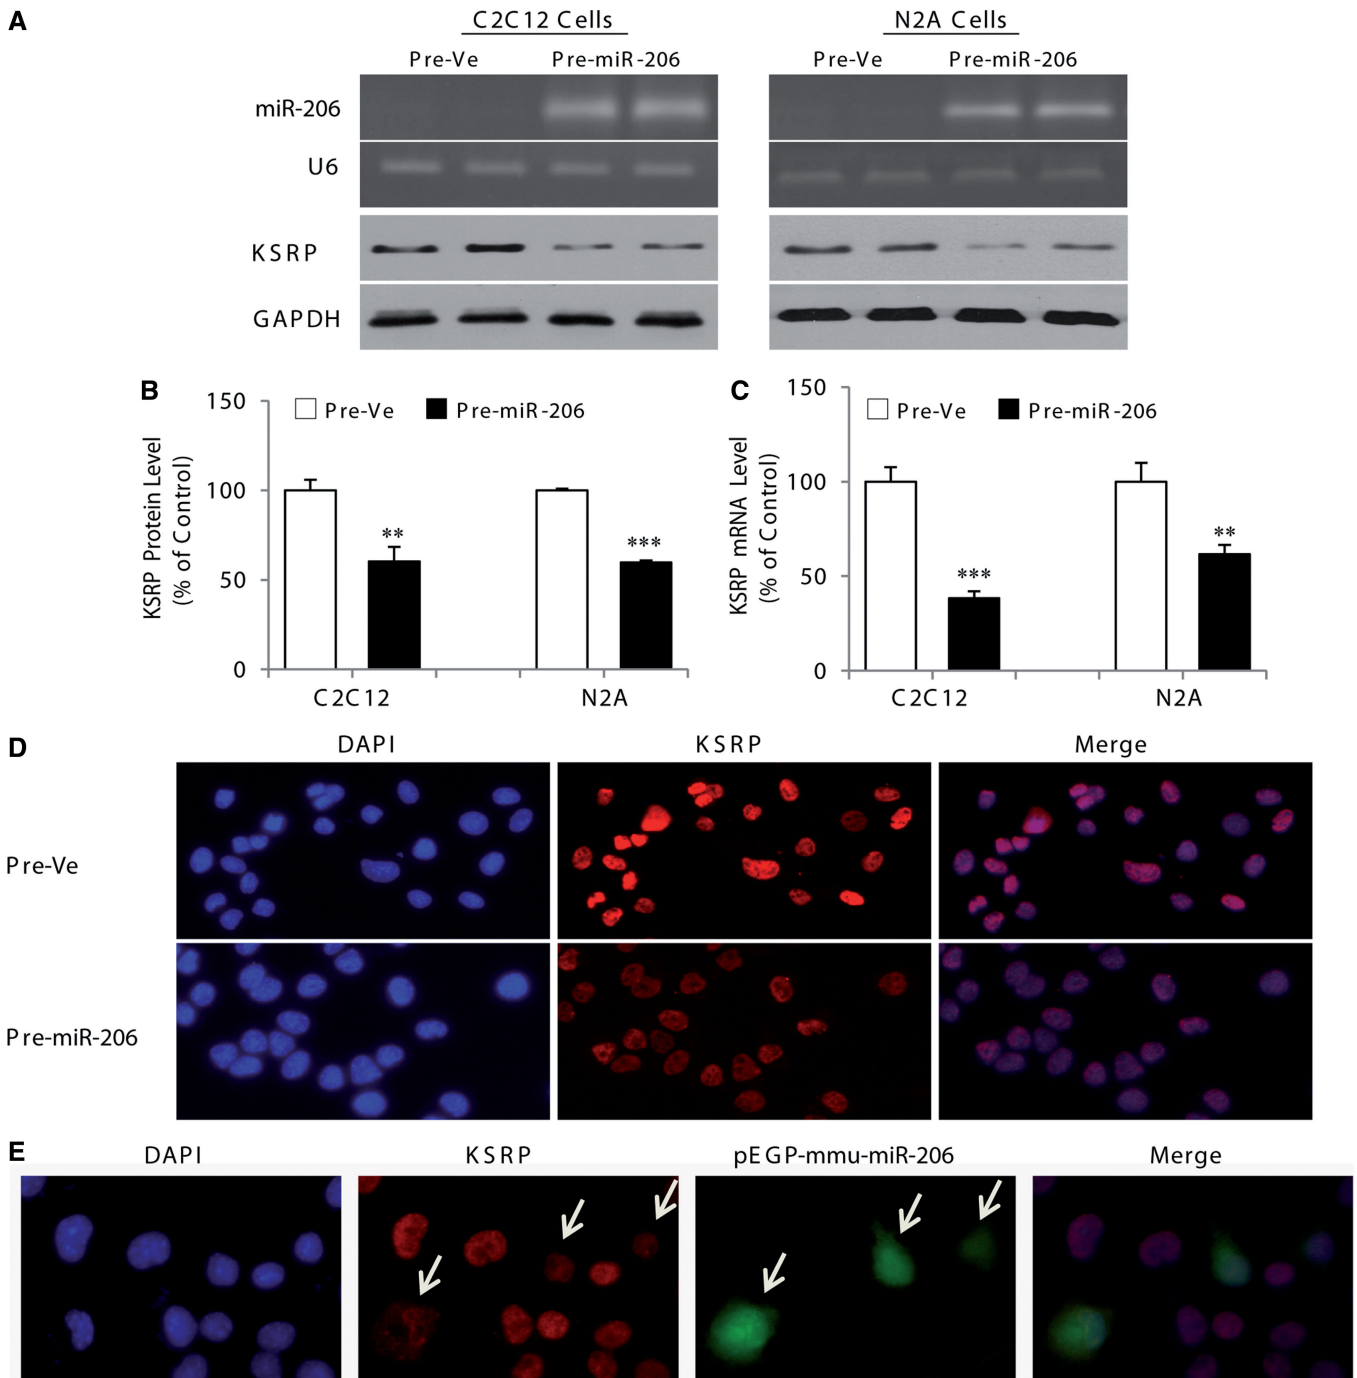 A
C2C12 Cells
N2A Cells
Pre-Ve
Pre-miR-206
Pre-Ve
Pre-miR-206
miR-206
U6
KSRP
GAPDH
B
150
100
50
0
KSRP Protein Level
(% of Control)
Pre-Ve
Pre-miR-206
**
***
C2C12
N2A
C
150
100
50
0
KSRP mRNA Level
(% of Control)
Pre-Ve
Pre-miR-206
***
**
C2C12
N2A
D
DAPI
KSRP
Merge
Pre-Ve
Pre-miR-206
E
DAPI
KSRP
pEGP-mmu-miR-206
Merge